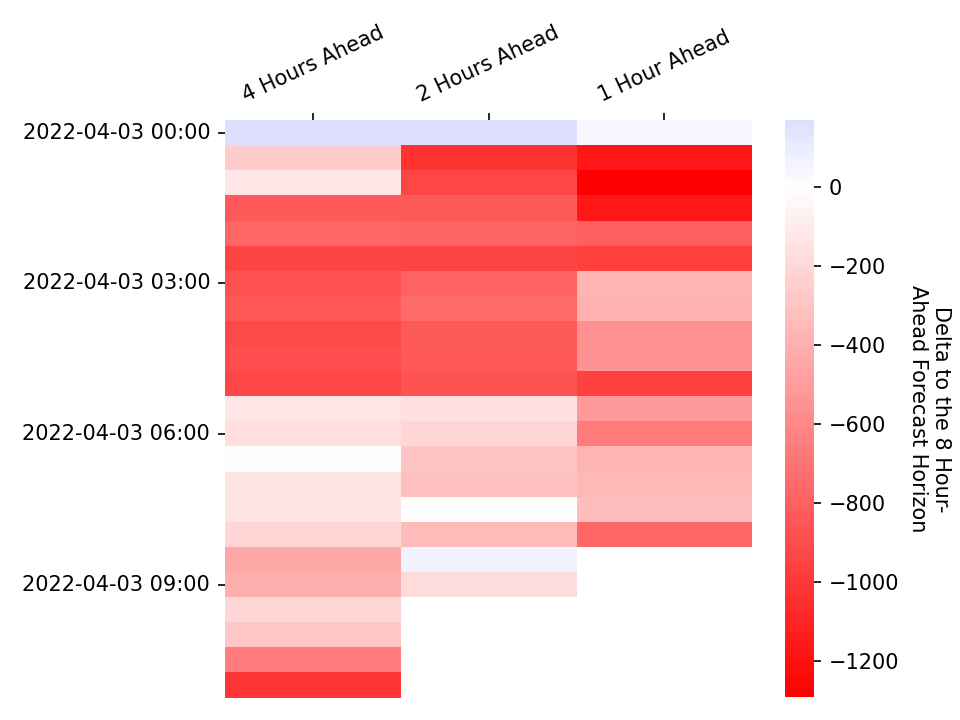 4 Hours Ahead
2 Hours Ahead
1 Hour Ahead
2022-04-03 00:00
2022-04-03 03:00
2022-04-03 06:00
2022-04-03 09:00
0
−200
−400
−600
−800
−1000
−1200
Delta to the 8 Hour-
Ahead Forecast Horizon